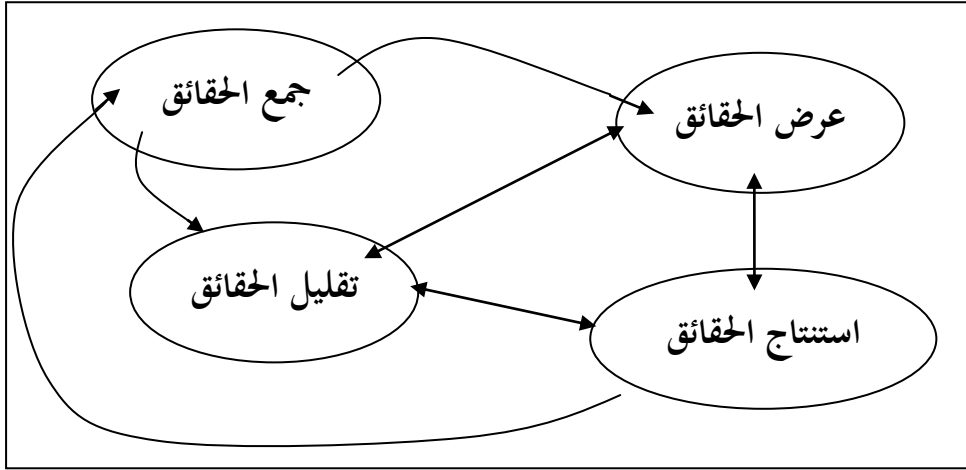 جمع الحقائق
عرض الحقائق
تقليل الحقائق
استنتاج الحقائق